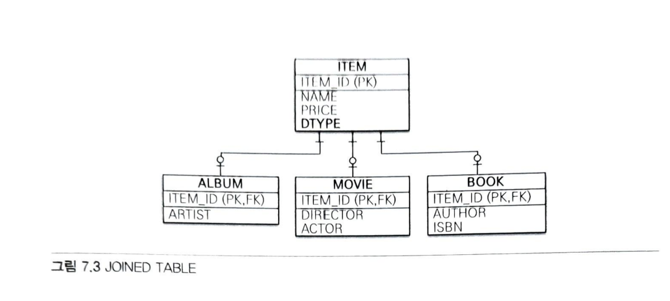 ITEM
ITEM_ID (PK)
NAME
PRICE
DTYPE
ALBUM
ITEM_ID (PK,FK)
ARTIST
MOVIE
ITEM_ID (PK,FK)
DIRECTOR
ACTOR
BOOK
ITEM_ID (PK,FK)
AUTHOR
ISBN
그림 7.3 JOINED TABLE